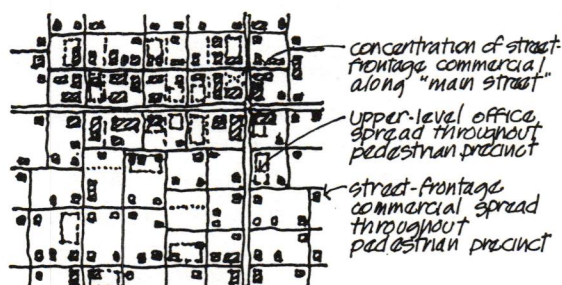 concentration of street-
frontage commercial
along "main street"
upper-level office
spread throughout
pedestrian precinct
street-frontage
commercial spread
throughout
pedestrian precinct